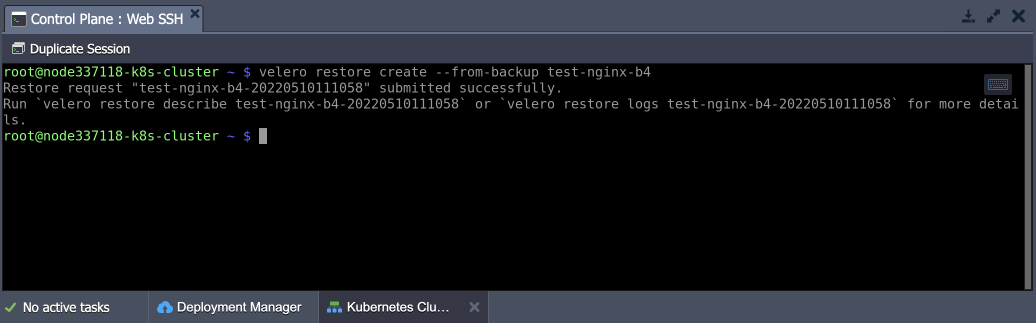 Control Plane : Web SSH
Duplicate Session
root@node337118-k8s-cluster ~ $ velero restore create --from-backup test-nginx-b4
Restore request "test-nginx-b4-20220510111058" submitted successfully.
Run `velero restore describe test-nginx-b4-20220510111058` or `velero restore logs test-nginx-b4-20220510111058` for more detai
ls.
root@node337118-k8s-cluster ~ $
No active tasks
Deployment Manager
Kubernetes Clu...